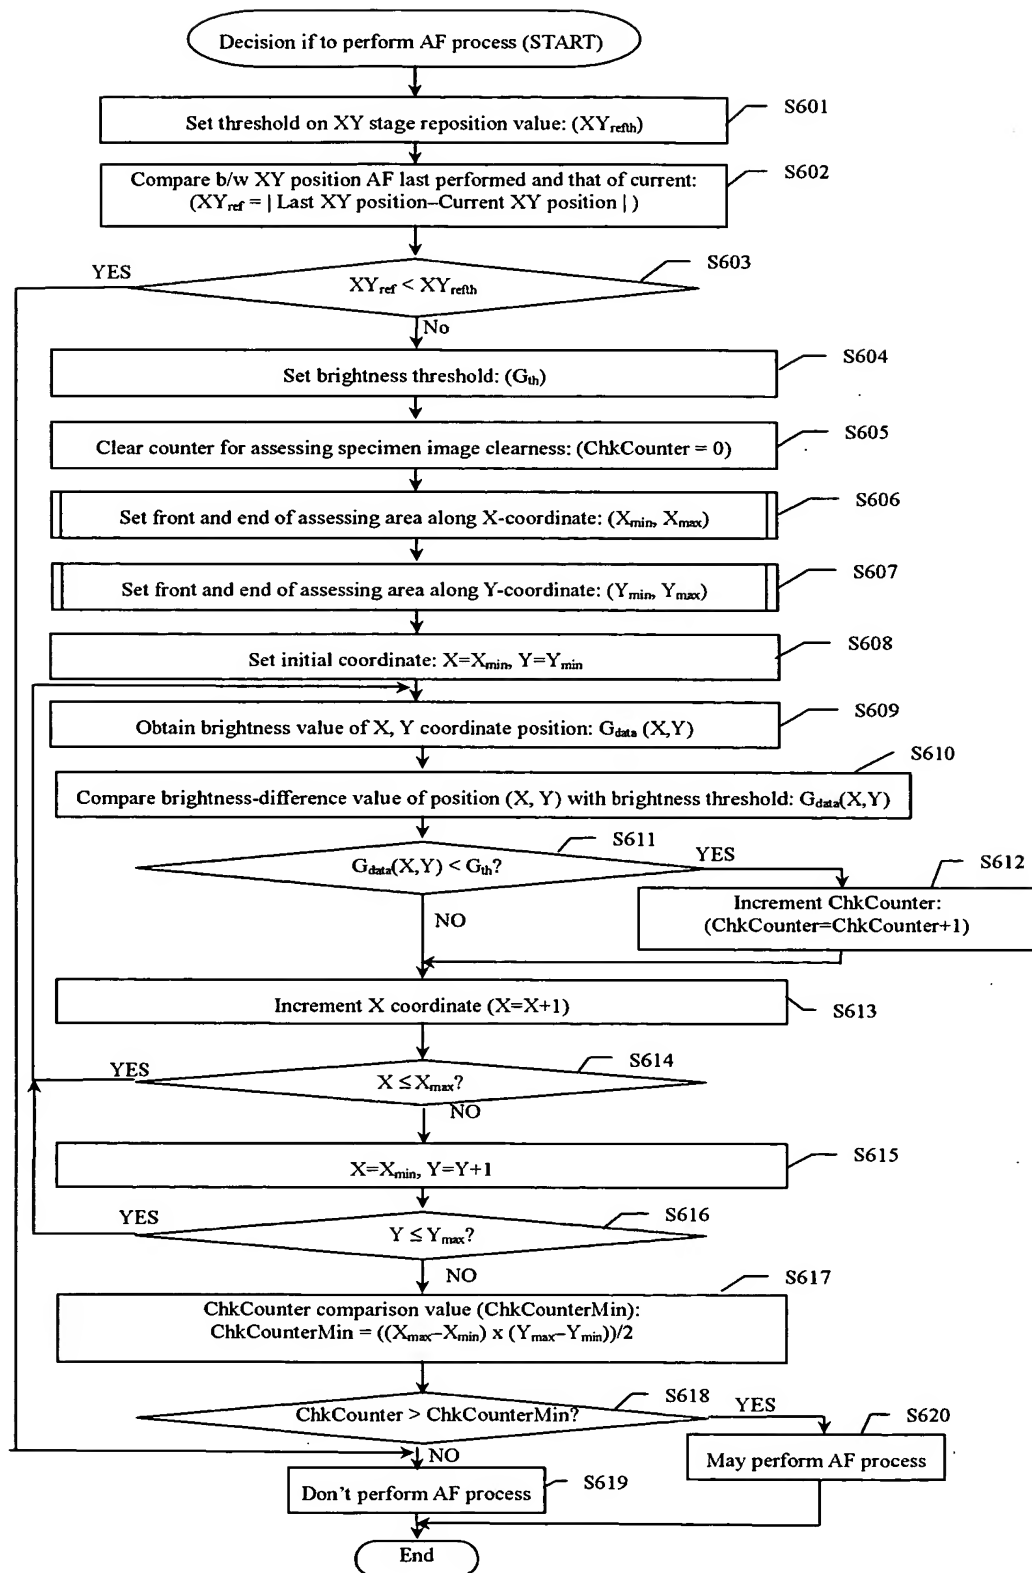 Decision if to perform AF process (START)
S601
Set threshold on XY stage reposition value: (XYrefth)
S602
Compare b/w XY position AF last performed and that of current:
(XYref = | Last XY position–Current XY position | )
S603
YES
XYref < XYrefth
No
S604
Set brightness threshold: (Gth)
S605
Clear counter for assessing specimen image clearness: (ChkCounter = 0)
S606
Set front and end of assessing area along X-coordinate: (Xmin, Xmax)
S607
Set front and end of assessing area along Y-coordinate: (Ymin, Ymax)
S608
Set initial coordinate: X=Xmin, Y=Ymin
S609
Obtain brightness value of X, Y coordinate position: Gdata (X,Y)
S610
Compare brightness-difference value of position (X, Y) with brightness threshold: Gdata(X,Y)
S611
Gdata(X,Y) < Gth?
YES
S612
Increment ChkCounter:
(ChkCounter=ChkCounter+1)
NO
Increment X coordinate (X=X+1)
S613
S614
YES
X ≤ Xmax?
NO
S615
X=Xmin, Y=Y+1
S616
YES
Y ≤ Ymax?
NO
S617
ChkCounter comparison value (ChkCounterMin):
ChkCounterMin = ((Xmax–Xmin) x (Ymax–Ymin))/2
S618
YES
ChkCounter > ChkCounterMin?
S620
NO
May perform AF process
S619
Don't perform AF process
End